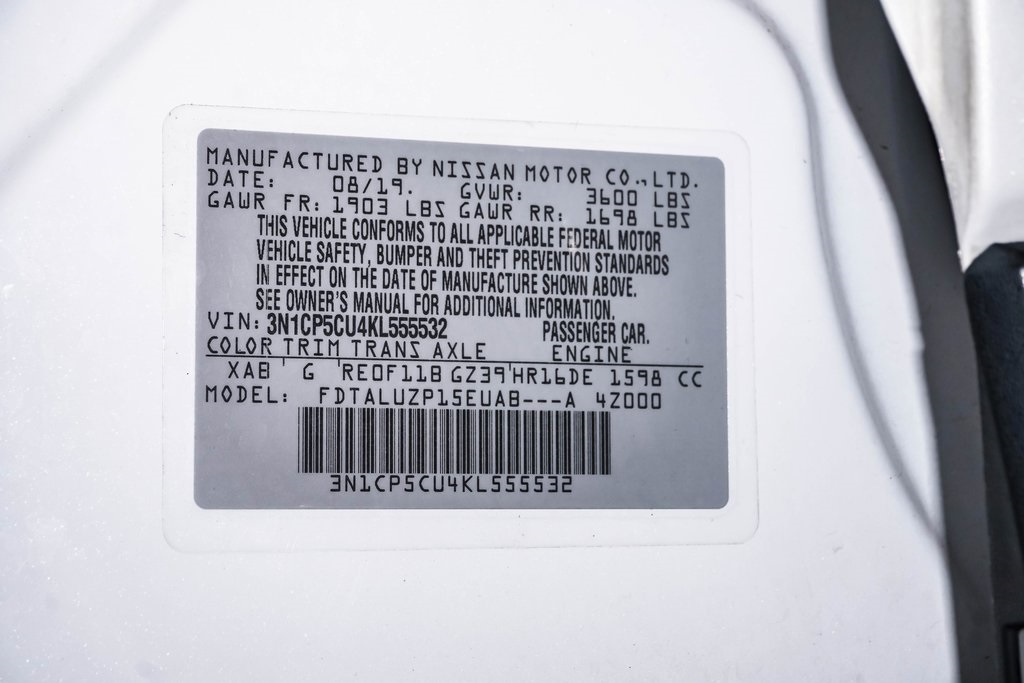 MANUFACTURED BY NISSAN MOTOR CO.,LTD.
DATE: 08/19. GVWR: 3600 LBS
GAWR FR: 1903 LBS GAWR RR: 1698 LBS
THIS VEHICLE CONFORMS TO ALL APPLICABLE FEDERAL MOTOR
VEHICLE SAFETY, BUMPER AND THEFT PREVENTION STANDARDS
IN EFFECT ON THE DATE OF MANUFACTURE SHOWN ABOVE.
SEE OWNER'S MANUAL FOR ADDITIONAL INFORMATION.
VIN: 3N1CP5CU4KL555532 PASSENGER CAR.
COLOR TRIM TRANS AXLE ENGINE
XAB G RE0F11B GZ39 HR16DE 1598 CC
MODEL: FDTALUZP15EUAB---A 4Z000
3N1CP5CU4KL555532